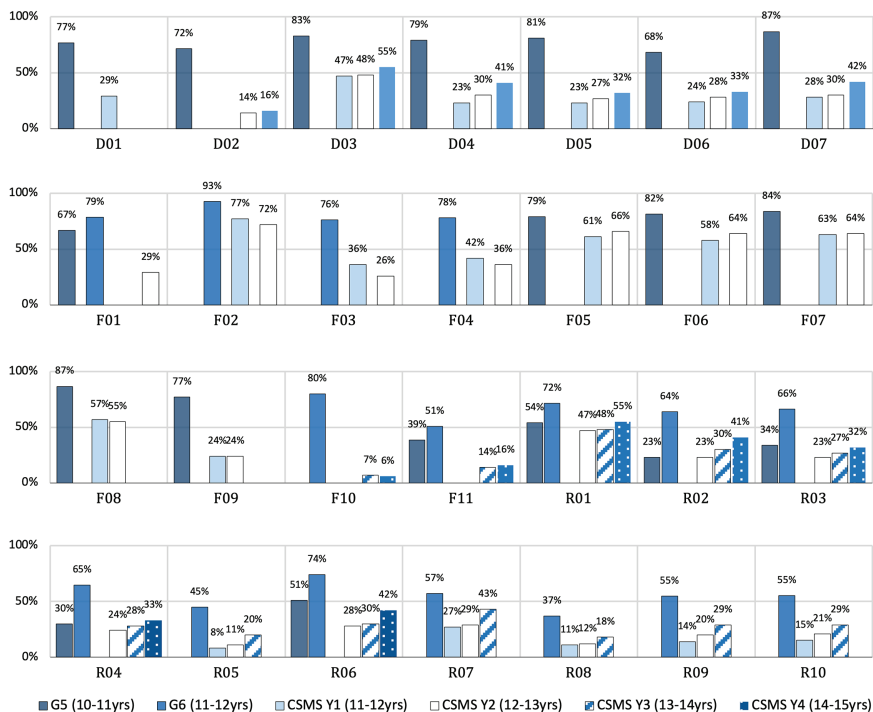 100%
77% 72% 83% 79% 81% 68% 87%
50%
29% 14% 16% 47% 48% 55% 23% 30% 41% 23% 27% 32% 24% 28% 33% 28% 30% 42%
0%
D01 D02 D03 D04 D05 D06 D07
100%
67% 79% 93% 77% 72% 76% 78% 79% 61% 66% 82% 58% 64% 84% 63% 64%
50%
29% 36% 26% 42% 36%
0%
F01 F02 F03 F04 F05 F06 F07
100%
87% 77% 80% 72% 64% 66%
57% 55% 39% 51% 54% 47% 48% 55%
50%
24% 24% 7% 6% 14% 16% 23% 23% 30% 41% 34% 23% 27% 32%
0%
F08 F09 F10 F11 R01 R02 R03
100%
65% 45% 74% 57% 37% 55% 55%
50%
30% 24% 28% 33% 8% 11% 20% 51% 28% 30% 42% 27% 29% 43% 11% 12% 18% 14% 20% 29% 15% 21% 29%
0%
R04 R05 R06 R07 R08 R09 R10
G5 (10-11yrs) G6 (11-12yrs) CSMS Y1 (11-12yrs) CSMS Y2 (12-13yrs) CSMS Y3 (13-14yrs) CSMS Y4 (14-15yrs)